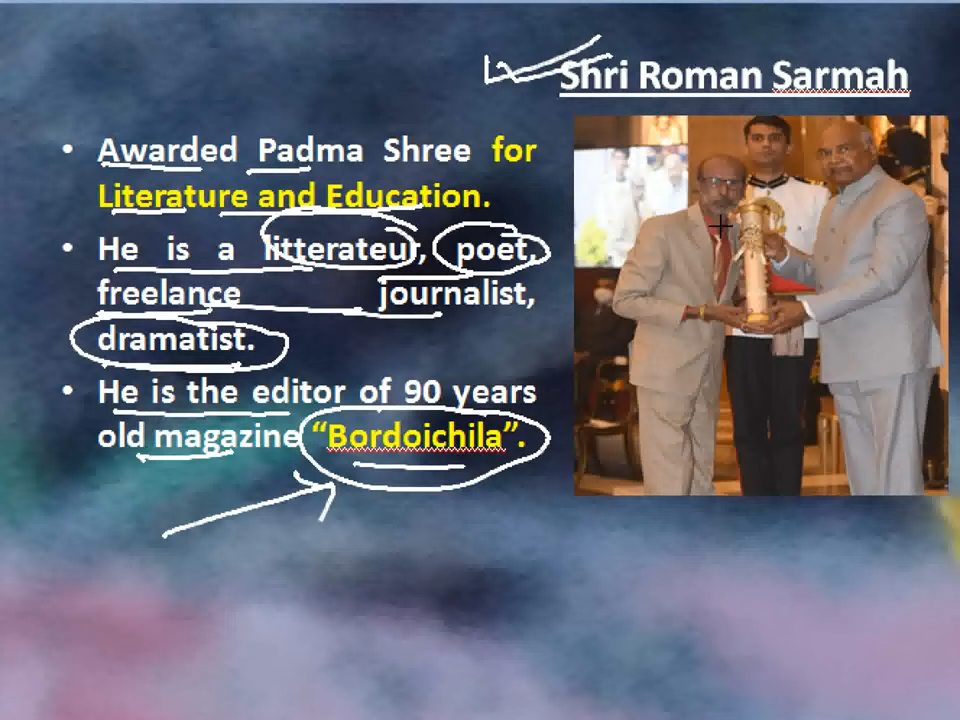 Shri Roman Sarmah
• Awarded Padma Shree for
Literature and Education.
• He is a litterateur, poet,
freelance journalist,
dramatist.
• He is the editor of 90 years
old magazine “Bordoichila”.